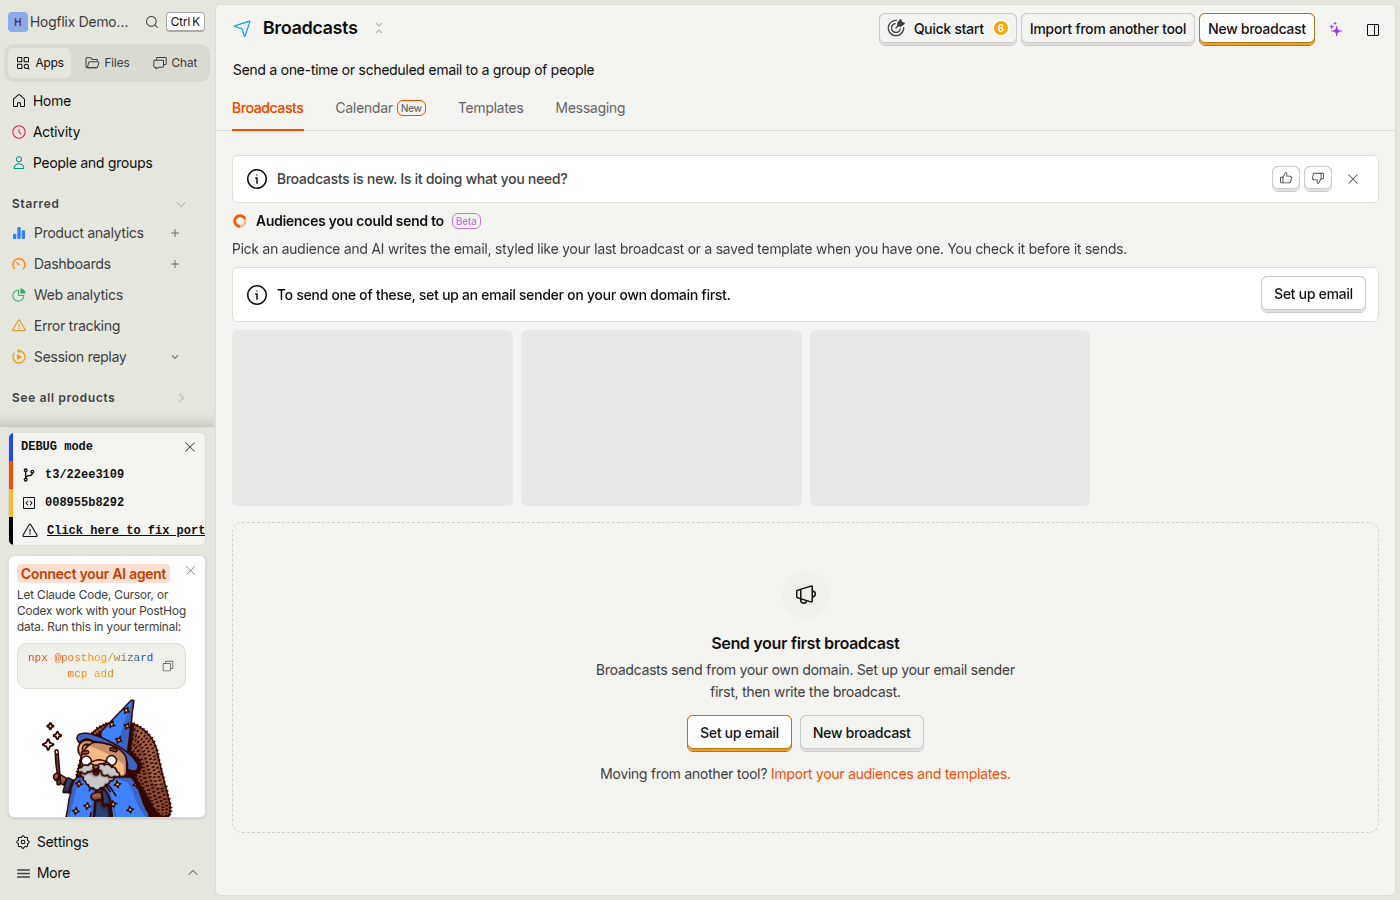 H Hogflix Demo... Ctrl K
Apps Files Chat
Home
Activity
People and groups
Starred
Product analytics
Dashboards
Web analytics
Error tracking
Session replay
See all products
DEBUG mode
t3/22ee3109
008955b8292
Click here to fix port
Connect your AI agent
Let Claude Code, Cursor, or
Codex work with your PostHog
data. Run this in your terminal:
npx @posthog/wizard
mcp add
Settings
More
Broadcasts
Quick start 6 Import from another tool New broadcast
Send a one-time or scheduled email to a group of people
Broadcasts Calendar New Templates Messaging
Broadcasts is new. Is it doing what you need?
Audiences you could send to Beta
Pick an audience and AI writes the email, styled like your last broadcast or a saved template when you have one. You check it before it sends.
To send one of these, set up an email sender on your own domain first. Set up email
Send your first broadcast
Broadcasts send from your own domain. Set up your email sender
first, then write the broadcast.
Set up email New broadcast
Moving from another tool? Import your audiences and templates.